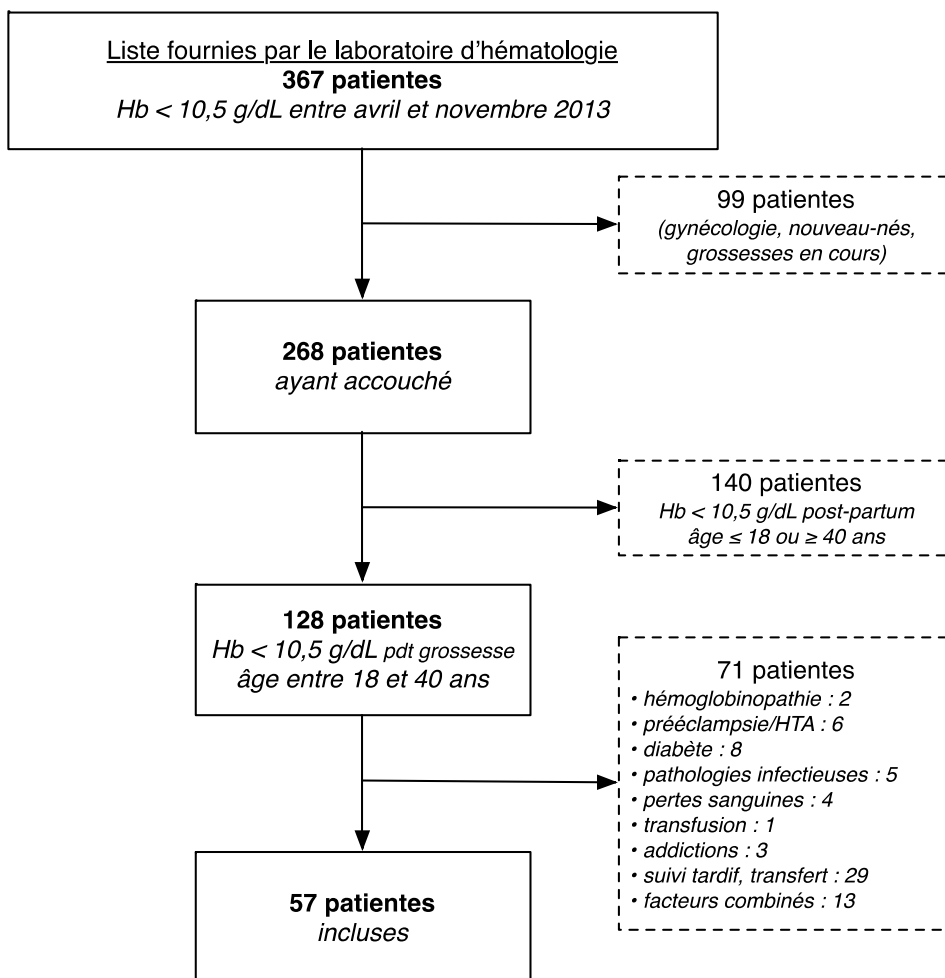 Liste fournies par le laboratoire d'hématologie
367 patientes
Hb < 10,5 g/dL entre avril et novembre 2013
99 patientes
(gynécologie, nouveau-nés,
grossesses en cours)
268 patientes
ayant accouché
140 patientes
Hb < 10,5 g/dL post-partum
âge ≤ 18 ou ≥ 40 ans
128 patientes
Hb < 10,5 g/dL pdt grossesse
âge entre 18 et 40 ans
71 patientes
• hémoglobinopathie : 2
• prééclampsie/HTA : 6
• diabète : 8
• pathologies infectieuses : 5
• pertes sanguines : 4
• transfusion : 1
• addictions : 3
• suivi tardif, transfert : 29
• facteurs combinés : 13
57 patientes
incluses